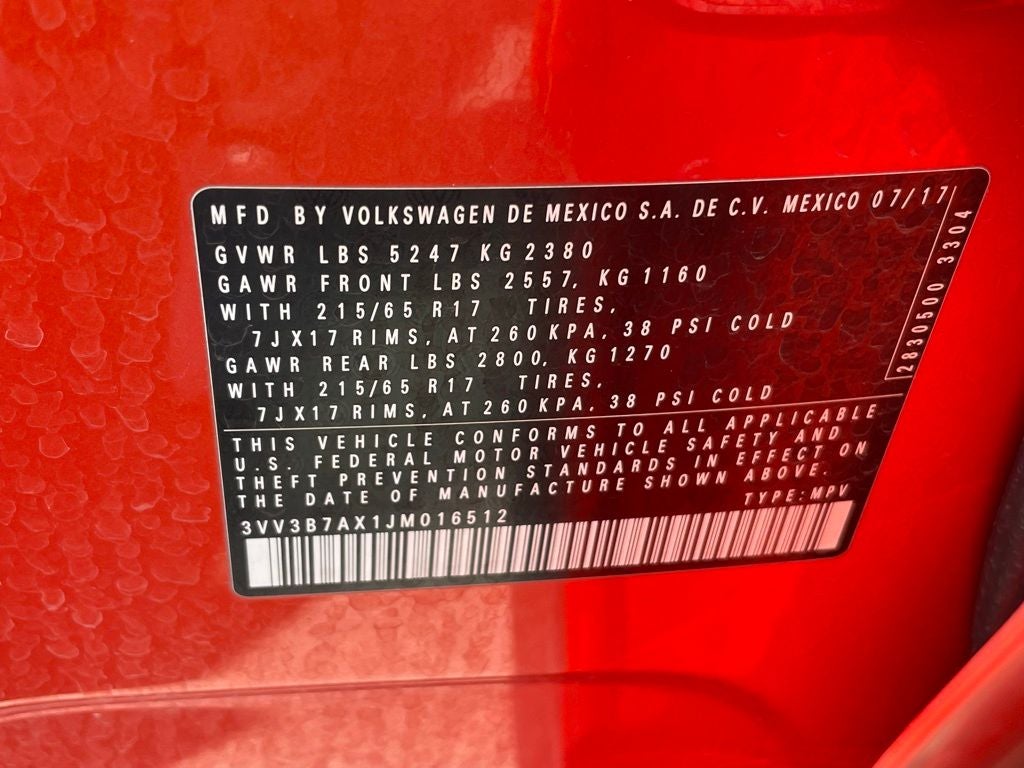 MFD BY VOLKSWAGEN DE MEXICO S.A. DE C.V. MEXICO 07/17
GVWR LBS 5247 KG 2380
GAWR FRONT LBS 2557, KG 1160
WITH 215/65 R17 TIRES,
7JX17 RIMS, AT 260 KPA, 38 PSI COLD
GAWR REAR LBS 2800, KG 1270
WITH 215/65 R17 TIRES,
7JX17 RIMS, AT 260 KPA, 38 PSI COLD
2830500 3304
THIS VEHICLE CONFORMS TO ALL APPLICABLE
U.S. FEDERAL MOTOR VEHICLE SAFETY AND
THEFT PREVENTION STANDARDS IN EFFECT ON
THE DATE OF MANUFACTURE SHOWN ABOVE.
TYPE: MPV
3VV3B7AX1JM016512